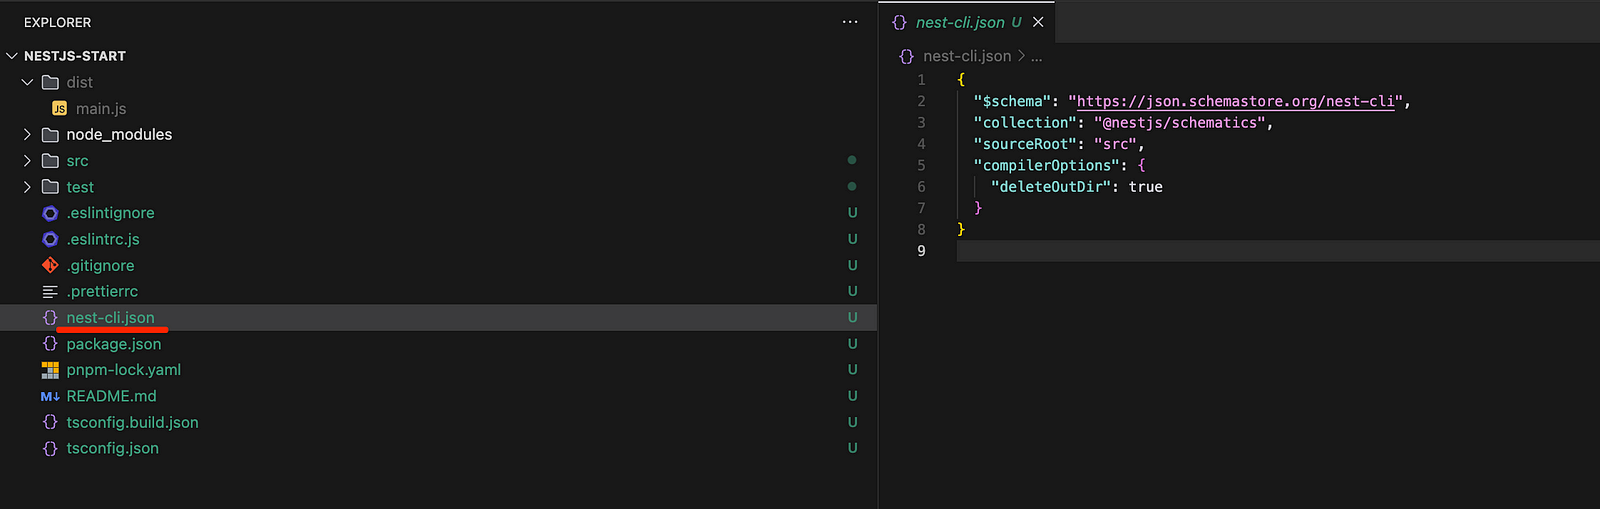 EXPLORER ...
NESTJS-START
dist
JS main.js
node_modules
src
test
.eslintignore U
.eslintrc.js U
.gitignore U
.prettierrc U
{} nest-cli.json U
{} package.json U
pnpm-lock.yaml U
M↓ README.md U
{} tsconfig.build.json U
{} tsconfig.json U
{} nest-cli.json U
{} nest-cli.json > ...
1 {
2 "$schema": "https://json.schemastore.org/nest-cli",
3 "collection": "@nestjs/schematics",
4 "sourceRoot": "src",
5 "compilerOptions": {
6 "deleteOutDir": true
7 }
8 }
9